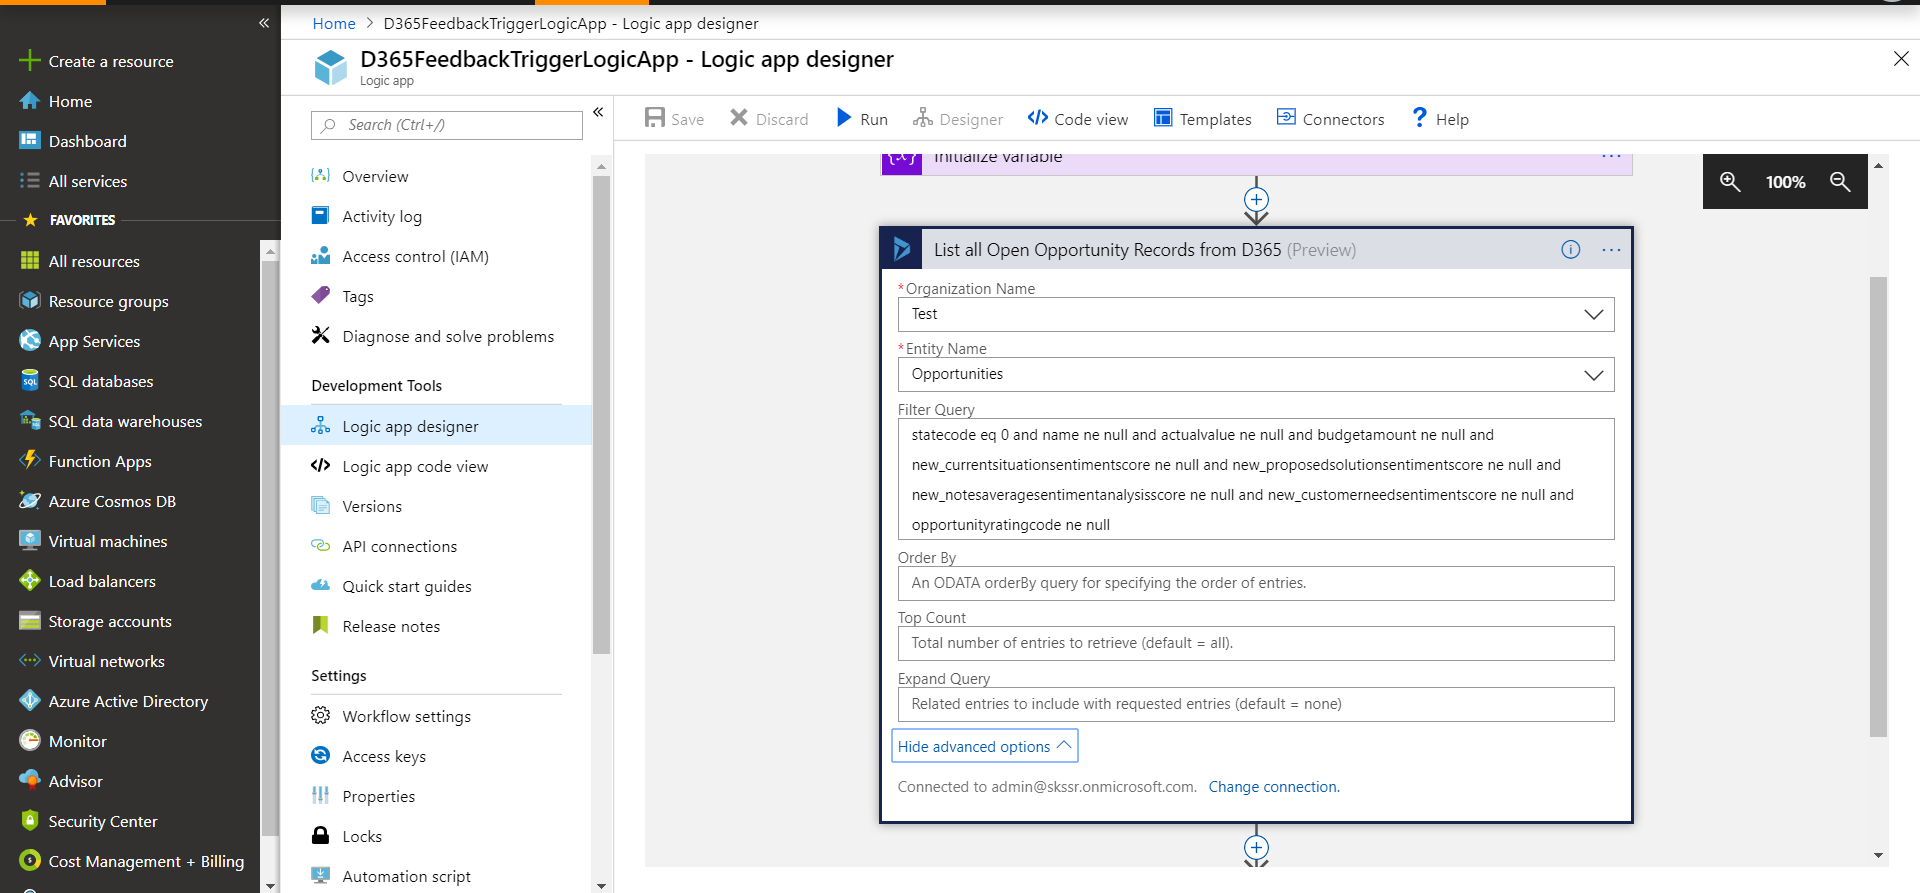 Home > D365FeedbackTriggerLogicApp - Logic app designer
D365FeedbackTriggerLogicApp - Logic app designer
Logic app
Create a resource
Home
Dashboard
All services
FAVORITES
All resources
Resource groups
App Services
SQL databases
SQL data warehouses
Function Apps
Azure Cosmos DB
Virtual machines
Load balancers
Storage accounts
Virtual networks
Azure Active Directory
Monitor
Advisor
Security Center
Cost Management + Billing
Search (Ctrl+/)
Overview
Activity log
Access control (IAM)
Tags
Diagnose and solve problems
Development Tools
Logic app designer
Logic app code view
Versions
API connections
Quick start guides
Release notes
Settings
Workflow settings
Access keys
Properties
Locks
Automation script
Save Discard Run Designer Code view Templates Connectors Help
Initialize variable
100%
List all Open Opportunity Records from D365 (Preview)
*Organization Name
Test
*Entity Name
Opportunities
Filter Query
statecode eq 0 and name ne null and actualvalue ne null and budgetamount ne null and
new_currentsituationsentimentscore ne null and new_proposedsolutionsentimentscore ne null and
new_notesaveragesentimentanalysisscore ne null and new_customerneedsentimentscore ne null and
opportunityratingcode ne null
Order By
An ODATA orderBy query for specifying the order of entries.
Top Count
Total number of entries to retrieve (default = all).
Expand Query
Related entries to include with requested entries (default = none)
Hide advanced options
Connected to admin@skssr.onmicrosoft.com. Change connection.